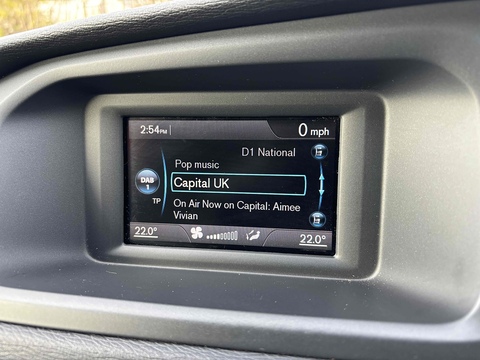 2:54PM 0 mph
D1 National
Pop music
DAB
1
Capital UK
TP
On Air Now on Capital: Aimee
Vivian
22.0° 22.0°